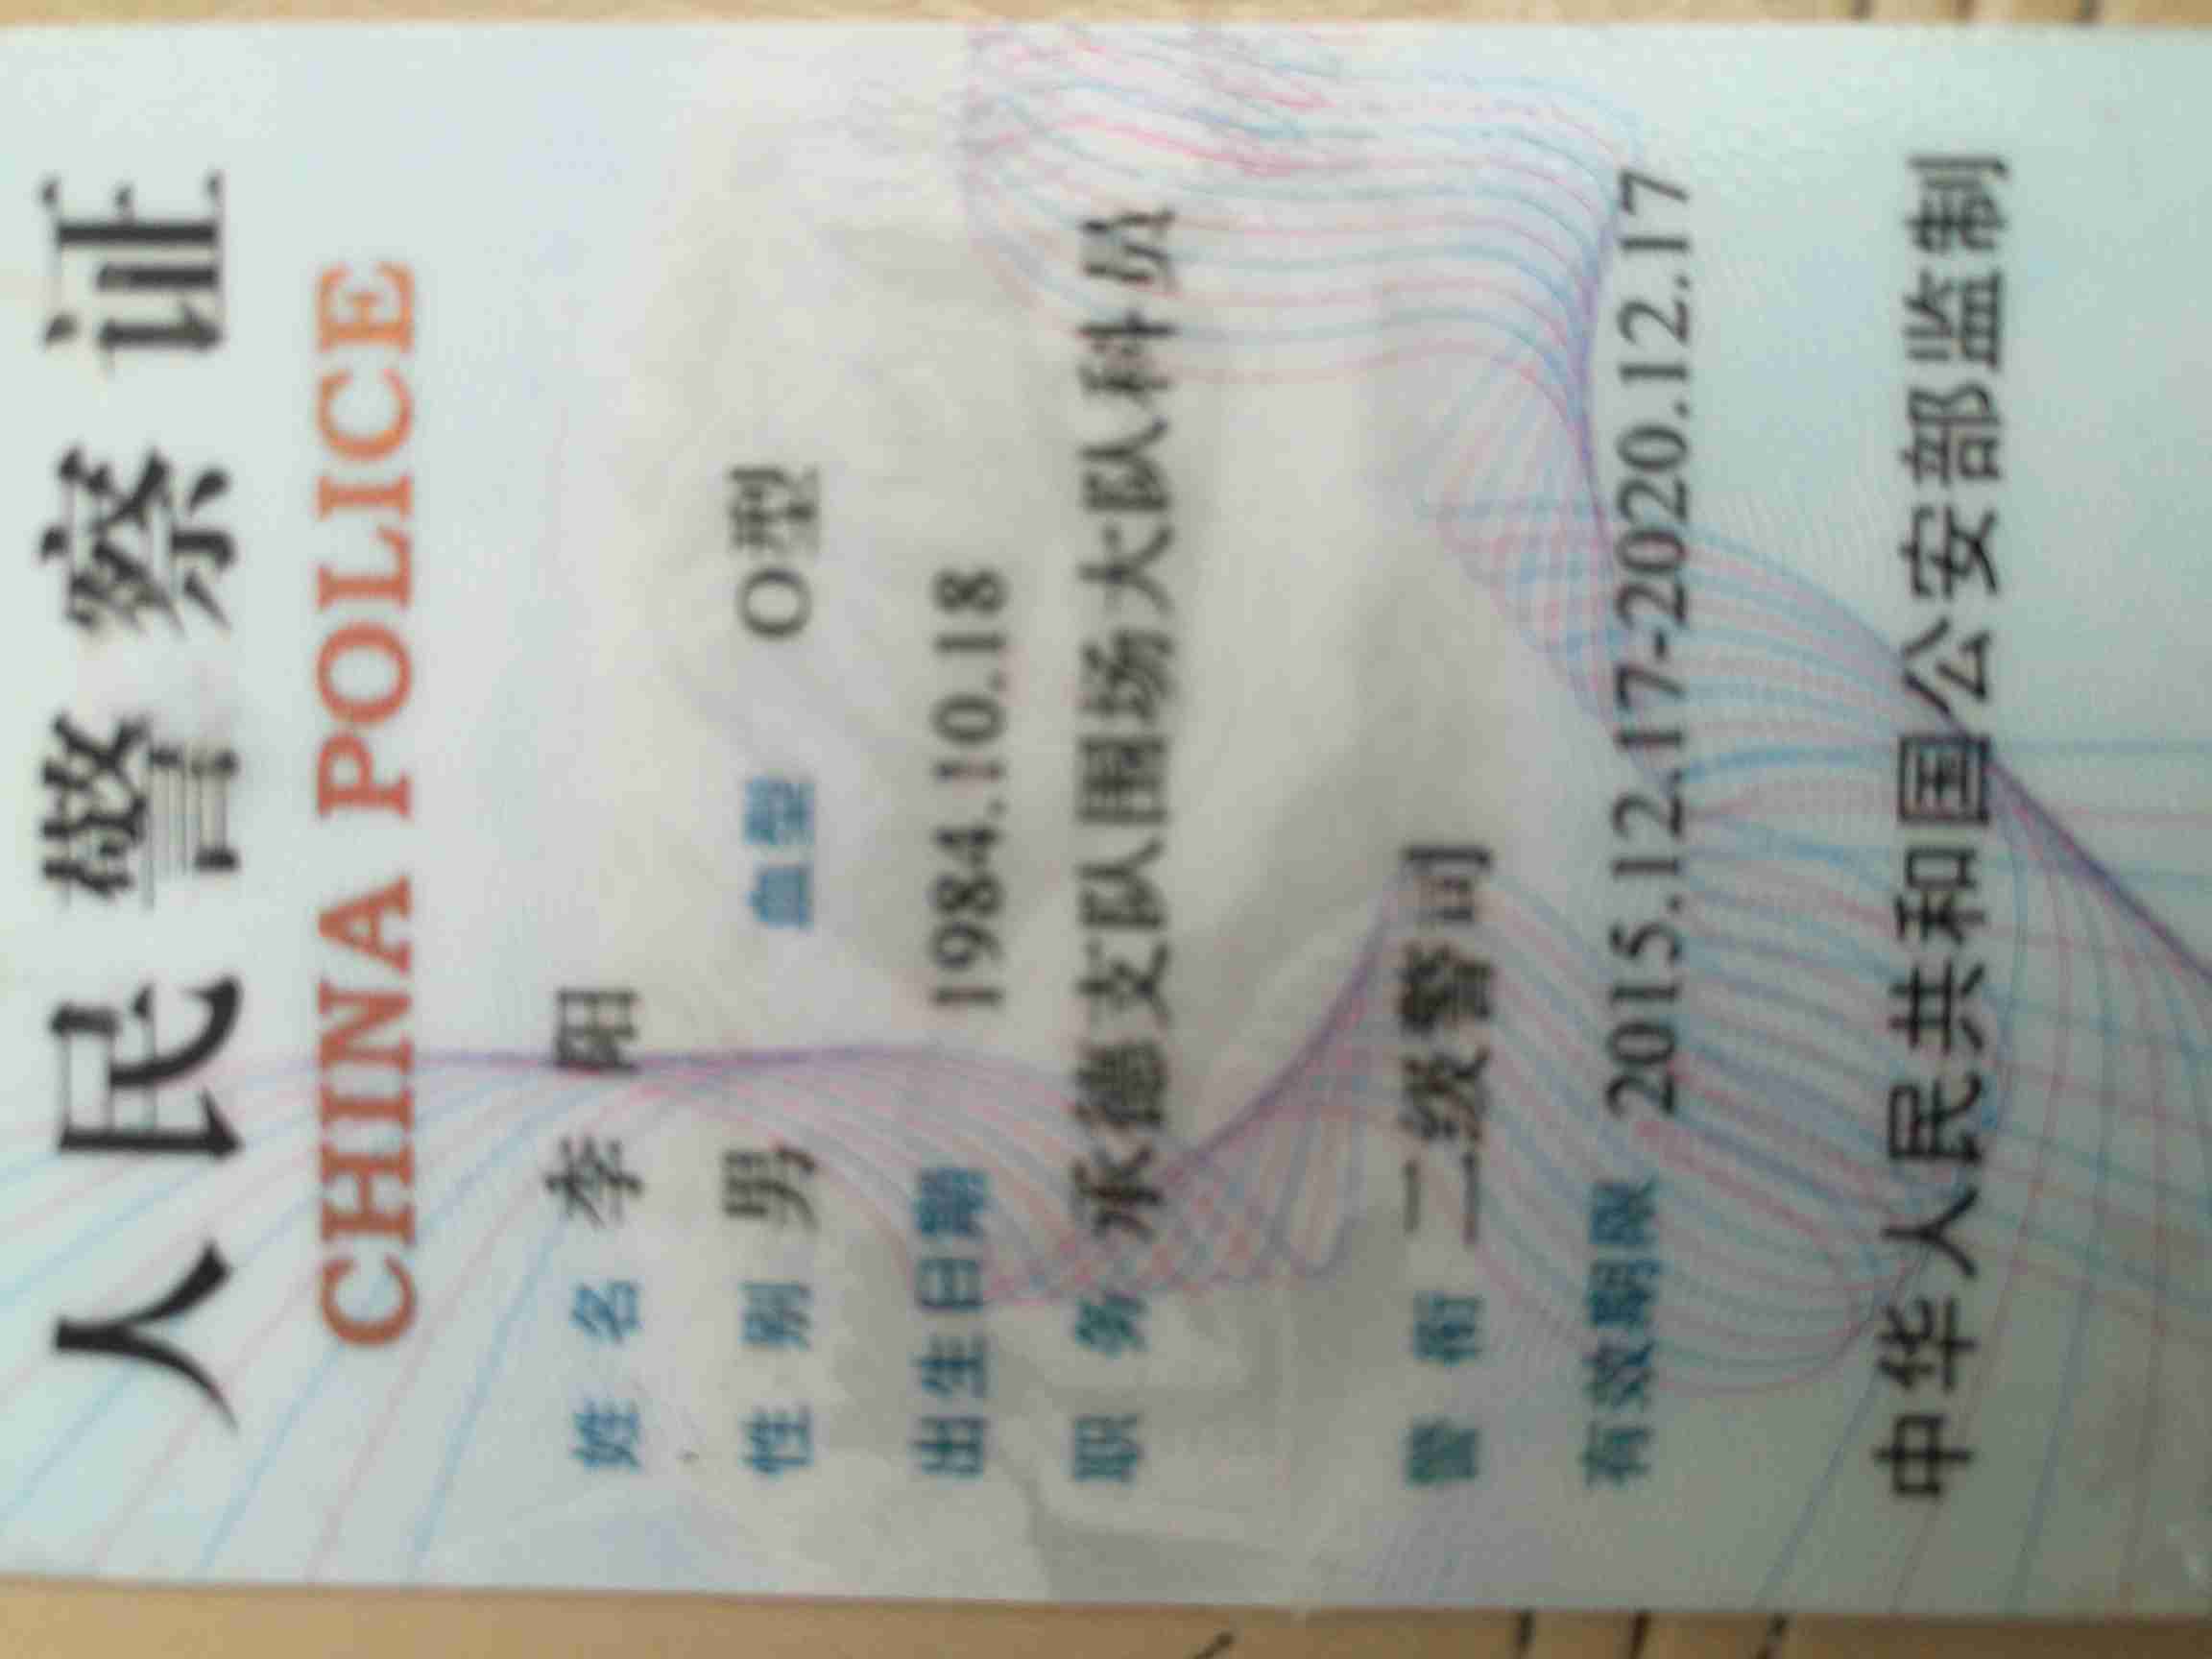 人民警察证
CHINA POLICE
姓 名 李 阳
性 别 男 血型 O型
出生日期 1984.10.18
职 务 承德支队围场大队科员
警 衔 二级警司
有效期限 2015.12.17-2020.12.17
中华人民共和国公安部监制